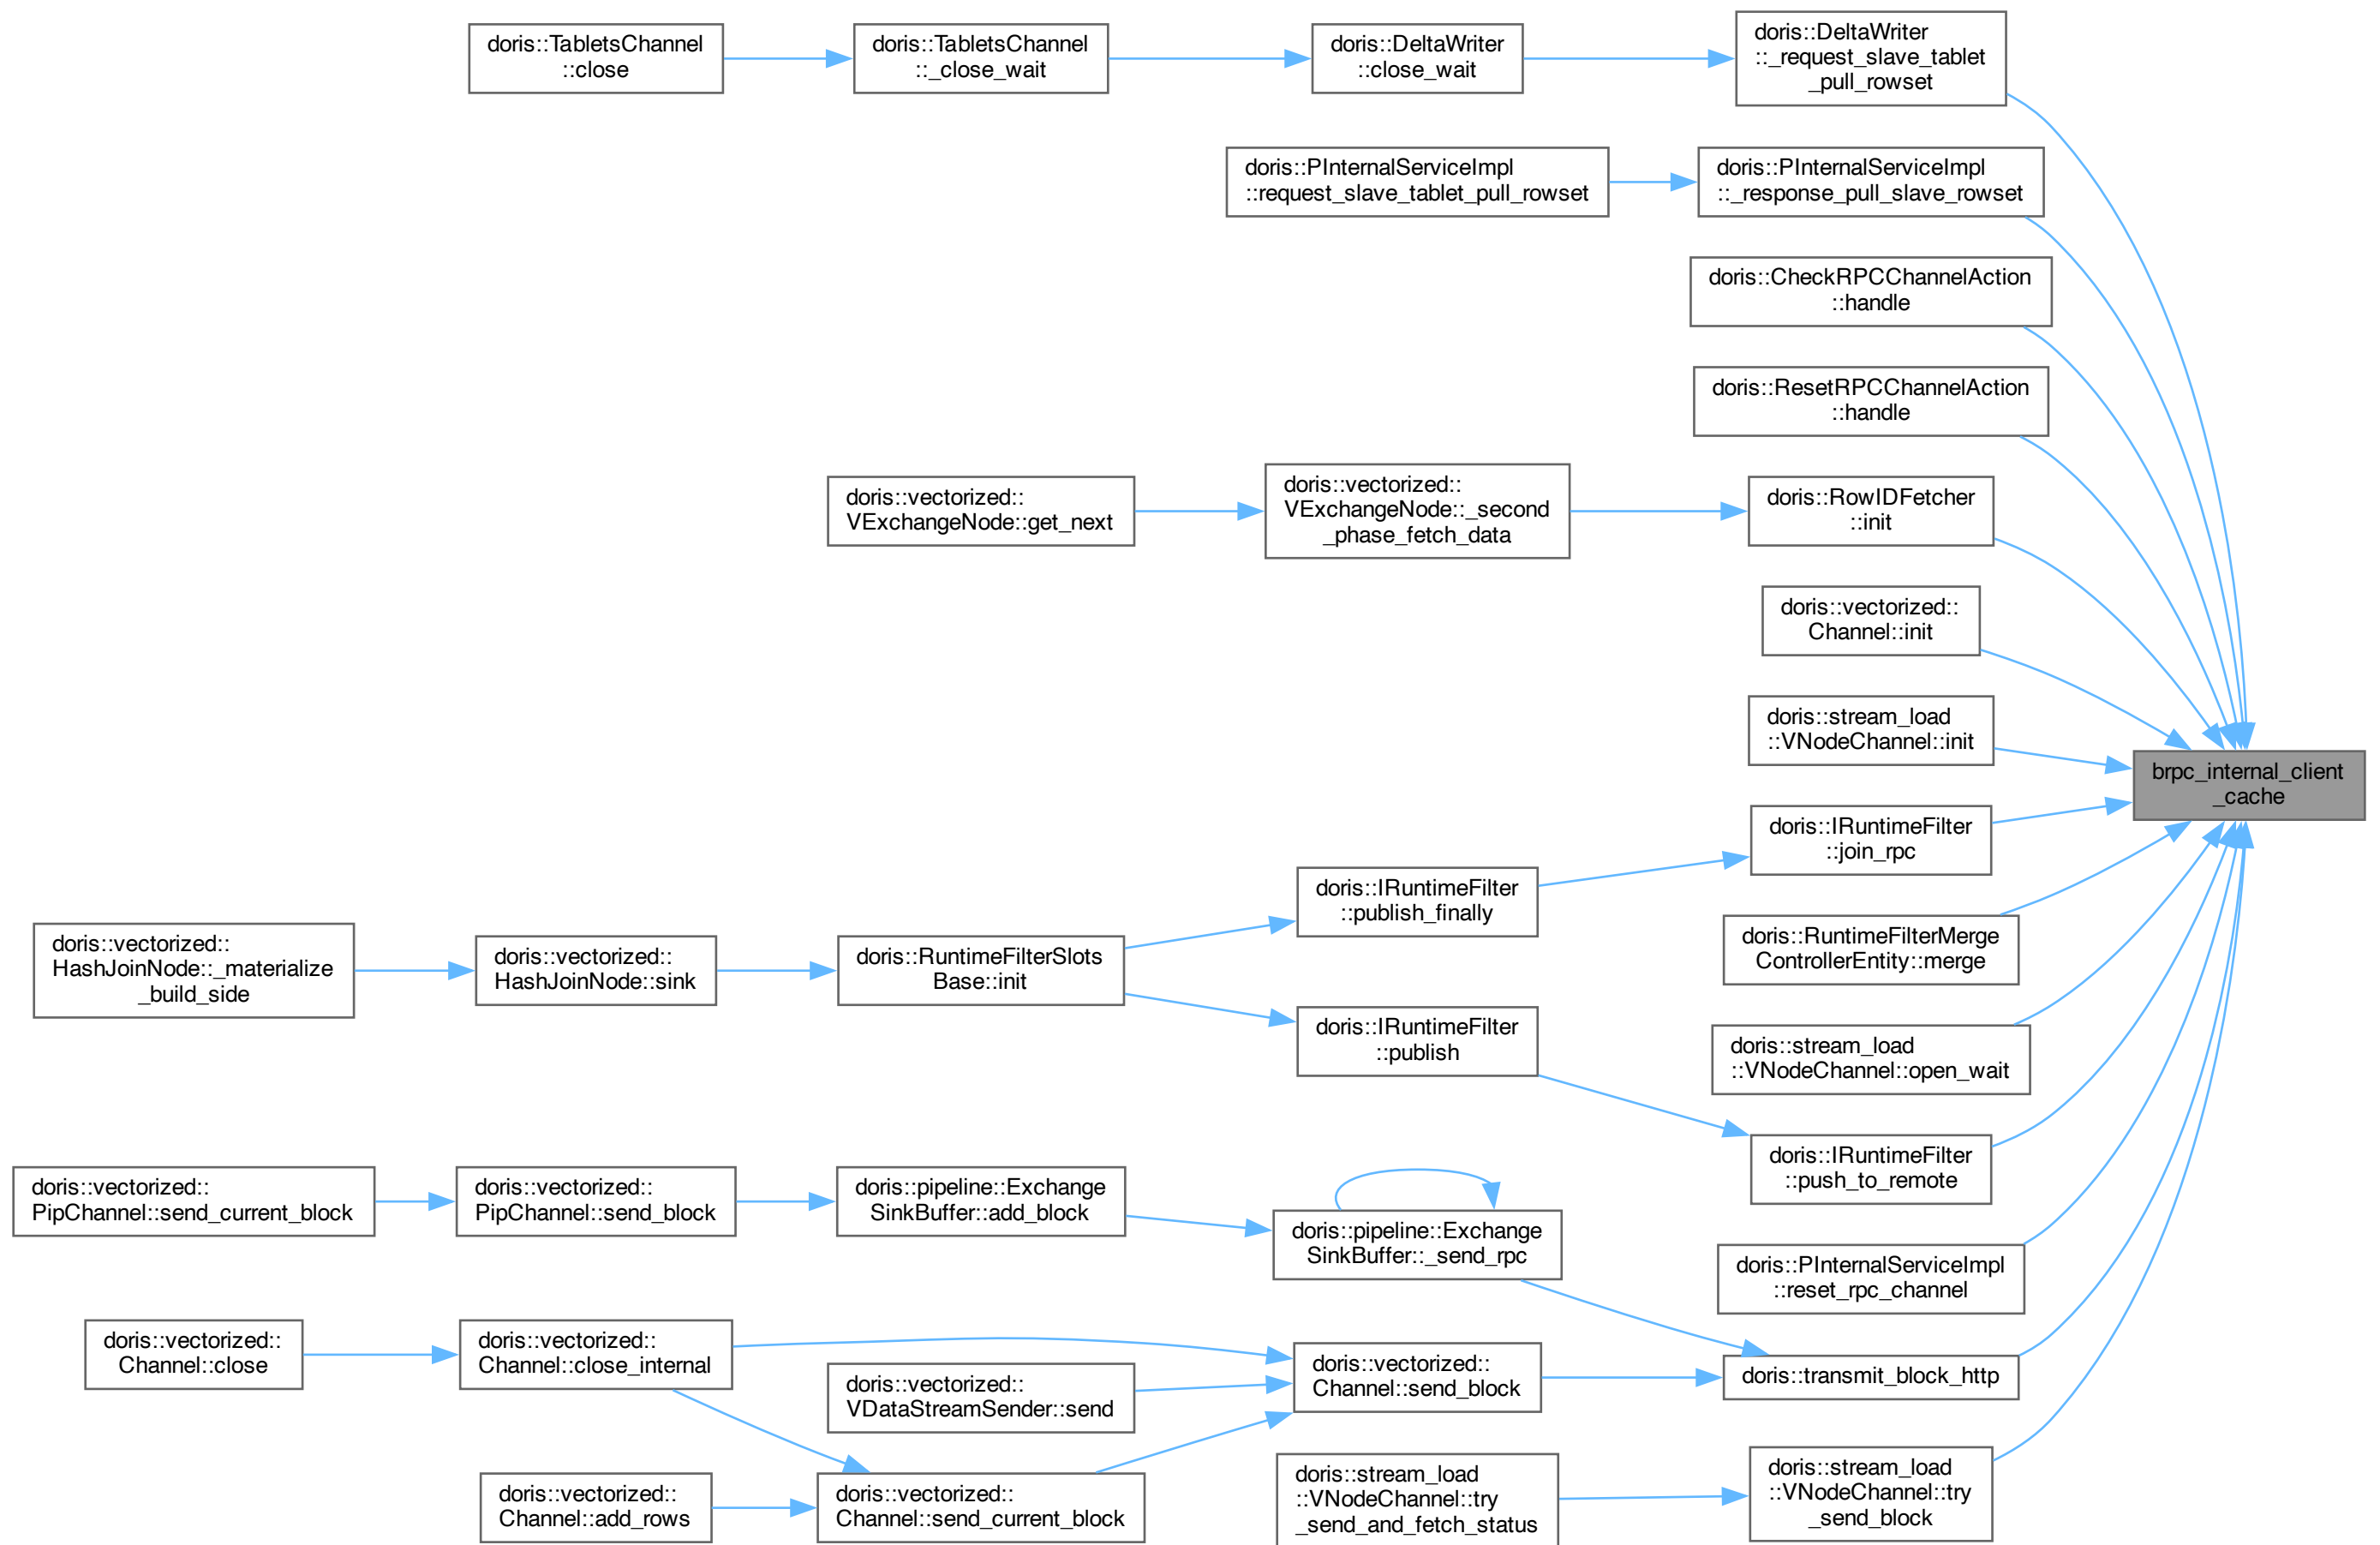 doris::TabletsChannel
::close
doris::TabletsChannel
::_close_wait
doris::DeltaWriter
::close_wait
doris::DeltaWriter
::_request_slave_tablet
_pull_rowset
doris::PInternalServiceImpl
::request_slave_tablet_pull_rowset
doris::PInternalServiceImpl
::_response_pull_slave_rowset
doris::CheckRPCChannelAction
::handle
doris::ResetRPCChannelAction
::handle
doris::vectorized::
VExchangeNode::get_next
doris::vectorized::
VExchangeNode::_second
_phase_fetch_data
doris::RowIDFetcher
::init
doris::vectorized::
Channel::init
doris::stream_load
::VNodeChannel::init
brpc_internal_client
_cache
doris::IRuntimeFilter
::join_rpc
doris::IRuntimeFilter
::publish_finally
doris::vectorized::
HashJoinNode::_materialize
_build_side
doris::vectorized::
HashJoinNode::sink
doris::RuntimeFilterSlots
Base::init
doris::RuntimeFilterMerge
ControllerEntity::merge
doris::IRuntimeFilter
::publish
doris::stream_load
::VNodeChannel::open_wait
doris::IRuntimeFilter
::push_to_remote
doris::vectorized::
PipChannel::send_current_block
doris::vectorized::
PipChannel::send_block
doris::pipeline::Exchange
SinkBuffer::add_block
doris::pipeline::Exchange
SinkBuffer::_send_rpc
doris::PInternalServiceImpl
::reset_rpc_channel
doris::vectorized::
Channel::close
doris::vectorized::
Channel::close_internal
doris::vectorized::
VDataStreamSender::send
doris::vectorized::
Channel::send_block
doris::transmit_block_http
doris::vectorized::
Channel::add_rows
doris::vectorized::
Channel::send_current_block
doris::stream_load
::VNodeChannel::try
_send_and_fetch_status
doris::stream_load
::VNodeChannel::try
_send_block